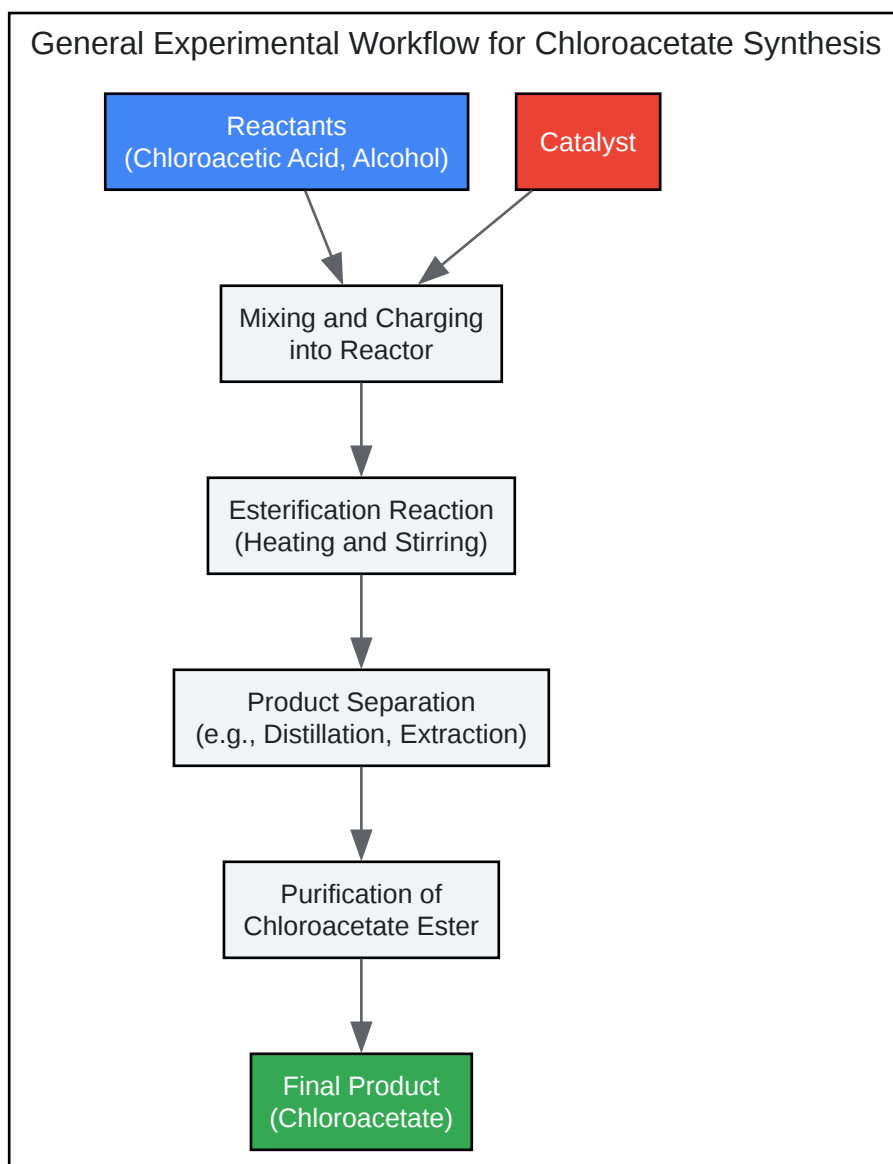 General Experimental Workflow for Chloroacetate Synthesis
Reactants
(Chloroacetic Acid, Alcohol)
Catalyst
Mixing and Charging
into Reactor
Esterification Reaction
(Heating and Stirring)
Product Separation
(e.g., Distillation, Extraction)
Purification of
Chloroacetate Ester
Final Product
(Chloroacetate)